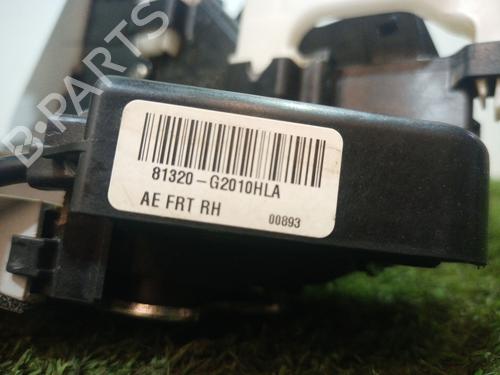 B-PARTS
81320-G2010HLA
AE FRT RH
00893